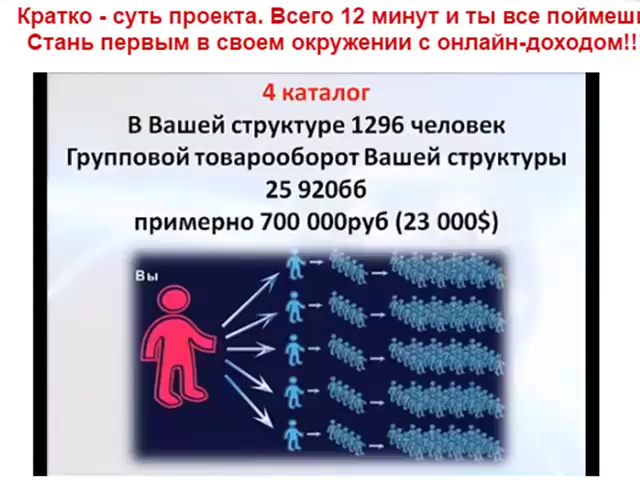 Кратко - суть проекта. Всего 12 минут и ты все поймешь
Стань первым в своем окружении с онлайн-доходом!!!
4 каталог
В Вашей структуре 1296 человек
Групповой товарооборот Вашей структуры
25 920бб
примерно 700 000руб (23 000$)
Вы